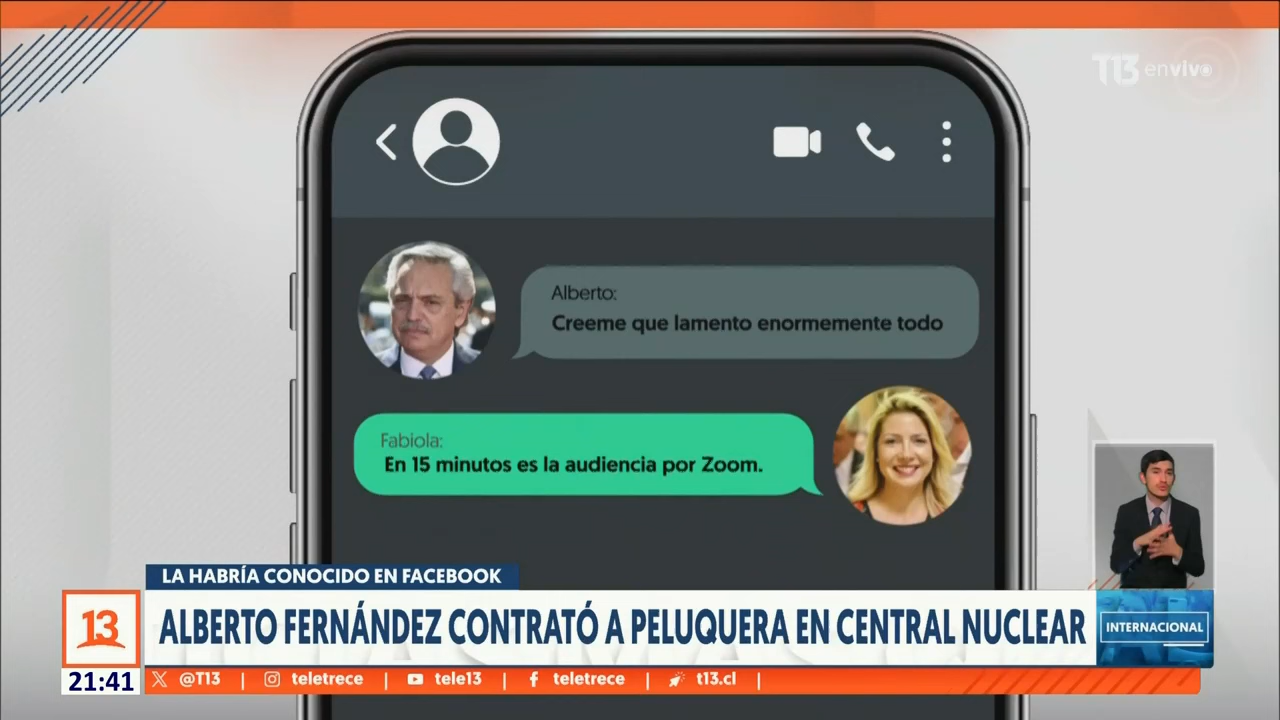 T13 en vivo
Alberto:
Creeme que lamento enormemente todo
Fabiola:
En 15 minutos es la audiencia por Zoom.
LA HABRÍA CONOCIDO EN FACEBOOK
13
ALBERTO FERNÁNDEZ CONTRATÓ A PELUQUERA EN CENTRAL NUCLEAR
INTERNACIONAL
21:41
@T13 | teletrece | tele13 | teletrece | t13.cl |